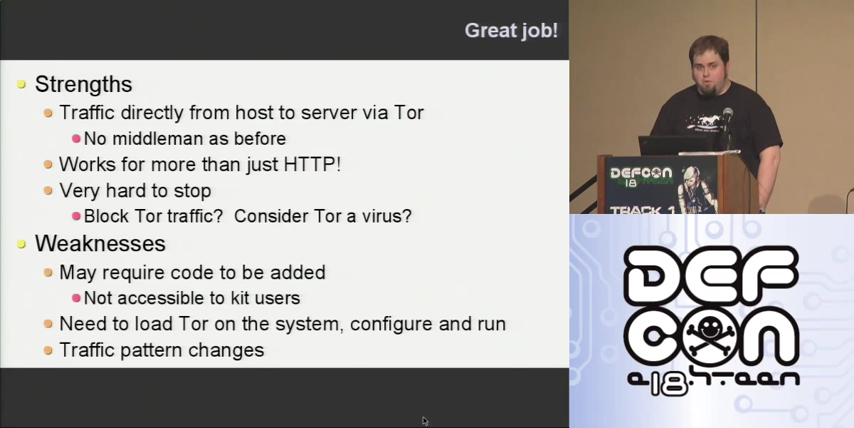 Great job!
Strengths
Traffic directly from host to server via Tor
No middleman as before
Works for more than just HTTP!
Very hard to stop
Block Tor traffic? Consider Tor a virus?
Weaknesses
May require code to be added
Not accessible to kit users
Need to load Tor on the system, configure and run
Traffic pattern changes
DEFCON
18
TRACK 1
DEF
CON
e18h-teen